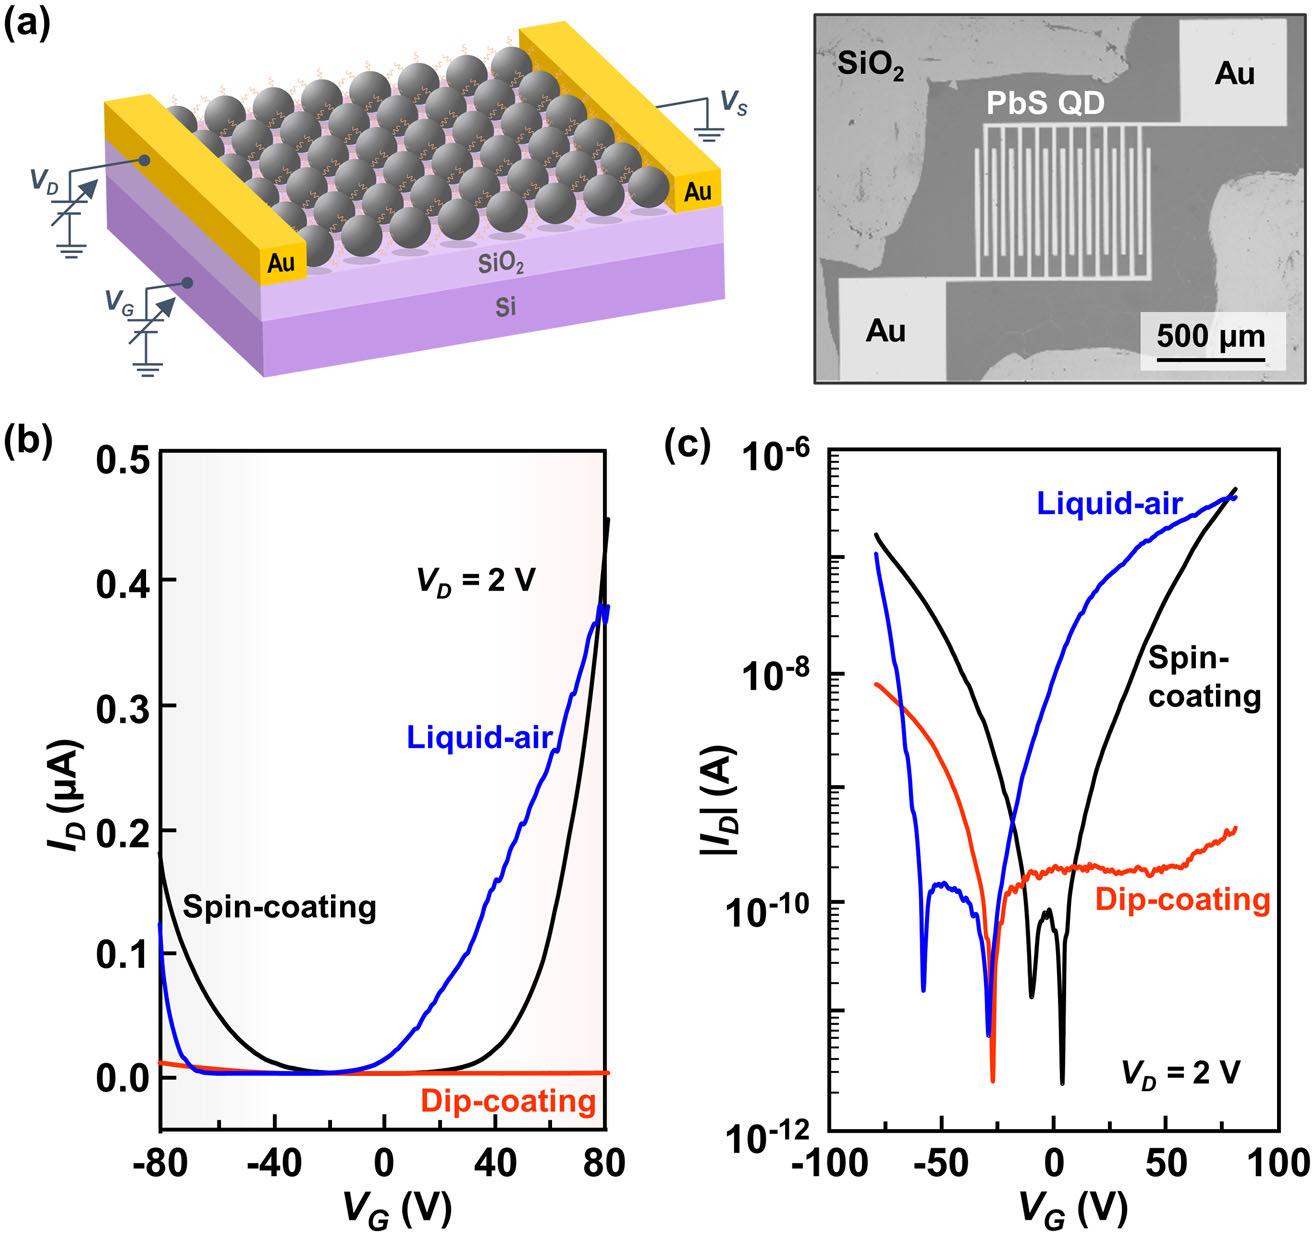 (a)
V_S
V_D
V_G
Au
Au
SiO₂
Si
SiO₂
Au
PbS QD
Au
500 µm
(b)
0.5
0.4
0.3
0.2
0.1
0.0
I_D (µA)
V_D = 2 V
Liquid-air
Spin-coating
Dip-coating
-80 -40 0 40 80
V_G (V)
(c)
10⁻⁶
10⁻⁸
10⁻¹⁰
10⁻¹²
|I_D| (A)
Liquid-air
Spin-
coating
Dip-coating
V_D = 2 V
-100 -50 0 50 100
V_G (V)